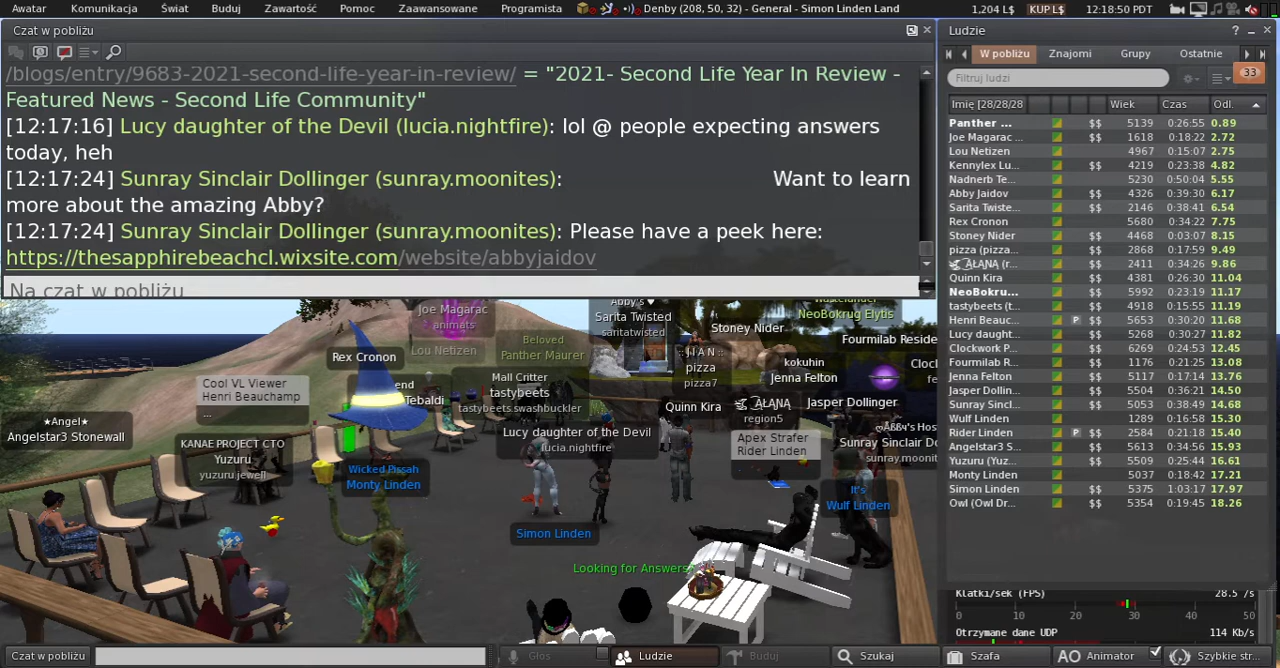 Awatar Komunikacja Świat Buduj Zawartość Pomoc Zaawansowane Programista Denby (208, 50, 32) - General - Simon Linden Land 1,204 L$ KUP L$ 12:18:50 PDT
Czat w pobliżu
/blogs/entry/9683-2021-second-life-year-in-review/ = "2021- Second Life Year In Review -
Featured News - Second Life Community"
[12:17:16] Lucy daughter of the Devil (lucia.nightfire): lol @ people expecting answers
today, heh
[12:17:24] Sunray Sinclair Dollinger (sunray.moonites): Want to learn
more about the amazing Abby?
[12:17:24] Sunray Sinclair Dollinger (sunray.moonites): Please have a peek here:
https://thesapphirebeachcl.wixsite.com/website/abbyjaidov
Na czat w pobliżu
Joe Magarac
animats
Lou Netizen
Rex Cronon
Beloved
Panther Maurer
Abby's ♥
Sarita Twisted
saritatwisted
Stoney Nider
Wastelander
NeoBokrug Elytis
Fourmilab Reside
Cool VL Viewer
Henri Beauchamp
...
end
Tebaldi
Mall Critter
tastybeets
tastybeets.swashbuckler
pizza
pizza7
kokuhin
Jenna Felton
Clock
fe
★Angel★
Angelstar3 Stonewall
Quinn Kira
region5
Jasper Dollinger
KANAE PROJECT CTO
Yuzuru
yuzuru.jewell
Lucy daughter of the Devil
lucia.nightfire
Apex Strafer
Rider Linden
Sunray Sinclair Do
sunray.moonit
Wicked Pissah
Monty Linden
It's
Wulf Linden
Simon Linden
Looking for Answers
Ludzie
W pobliżu Znajomi Grupy Ostatnie
Filtruj ludzi
33
Imię [28/28/28 Wiek Czas Odl.
Panther ... $$ 5139 0:26:55 0.89
Joe Magarac ... $$ 1618 0:18:22 2.72
Lou Netizen 4967 0:15:07 2.75
Kennylex Lu... $$ 4219 0:23:38 4.82
Nadnerb Te... 5230 0:50:04 5.55
Abby Jaidov $$ 4326 0:39:30 6.17
Sarita Twiste... $$ 2146 0:38:41 6.54
Rex Cronon 5680 0:34:22 7.75
Stoney Nider $$ 4468 0:03:07 8.15
pizza (pizza... $$ 2868 0:17:59 9.49
$$ 2411 0:34:26 9.86
Quinn Kira $$ 4381 0:26:30 11.04
NeoBokru... $$ 5992 0:23:19 11.17
tastybeets (t... $$ 4918 0:15:55 11.19
Henri Beauc... P $$ 5653 0:30:20 11.68
Lucy daught... $$ 5268 0:30:27 11.82
Clockwork P... $$ 6269 0:24:53 12.45
Fourmilab R... $$ 1176 0:21:25 13.08
Jenna Felton $$ 5117 0:17:14 13.76
Jasper Dollin... $$ 5504 0:36:21 14.50
Sunray Sincl... $$ 5053 0:38:49 14.68
Wulf Linden 1289 0:16:58 15.30
Rider Linden P $$ 2584 0:21:18 15.40
Angelstar3 S... $$ 5613 0:34:56 15.93
Yuzuru (Yuz... $$ 5509 0:25:44 16.61
Monty Linden 5037 0:18:42 17.21
Simon Linden $$ 5375 1:03:17 17.97
Owl (Owl Dr... $$ 5354 0:19:45 18.26
Klatki/sek (FPS) 28.5 /s
0 10 20 30 40 50
Otrzymane dane UDP 114 Kb/s
Czat w pobliżu Głos Ludzie Buduj Szukaj Szafa AO Animator Szybkie str...